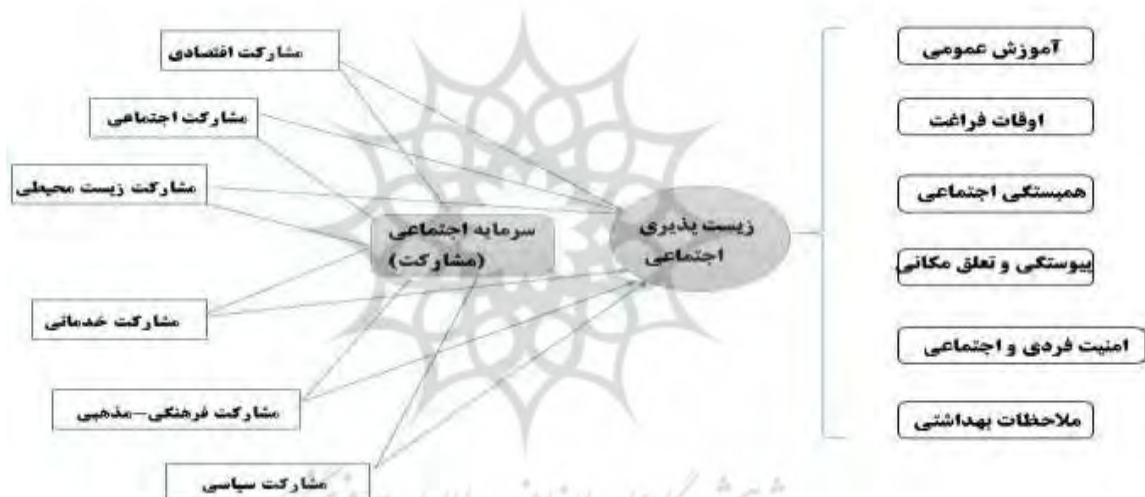 مشارکت اقتصادی
مشارکت اجتماعی
مشارکت زیست محیطی
مشارکت خدماتی
مشارکت فرهنگی-مذهبی
مشارکت سیاسی
سرمایه اجتماعی
(مشارکت)
زیست پذیری
اجتماعی
آموزش عمومی
اوقات فراغت
همبستگی اجتماعی
پیوستگی و تعلق مکانی
امنیت فردی و اجتماعی
ملاحظات بهداشتی